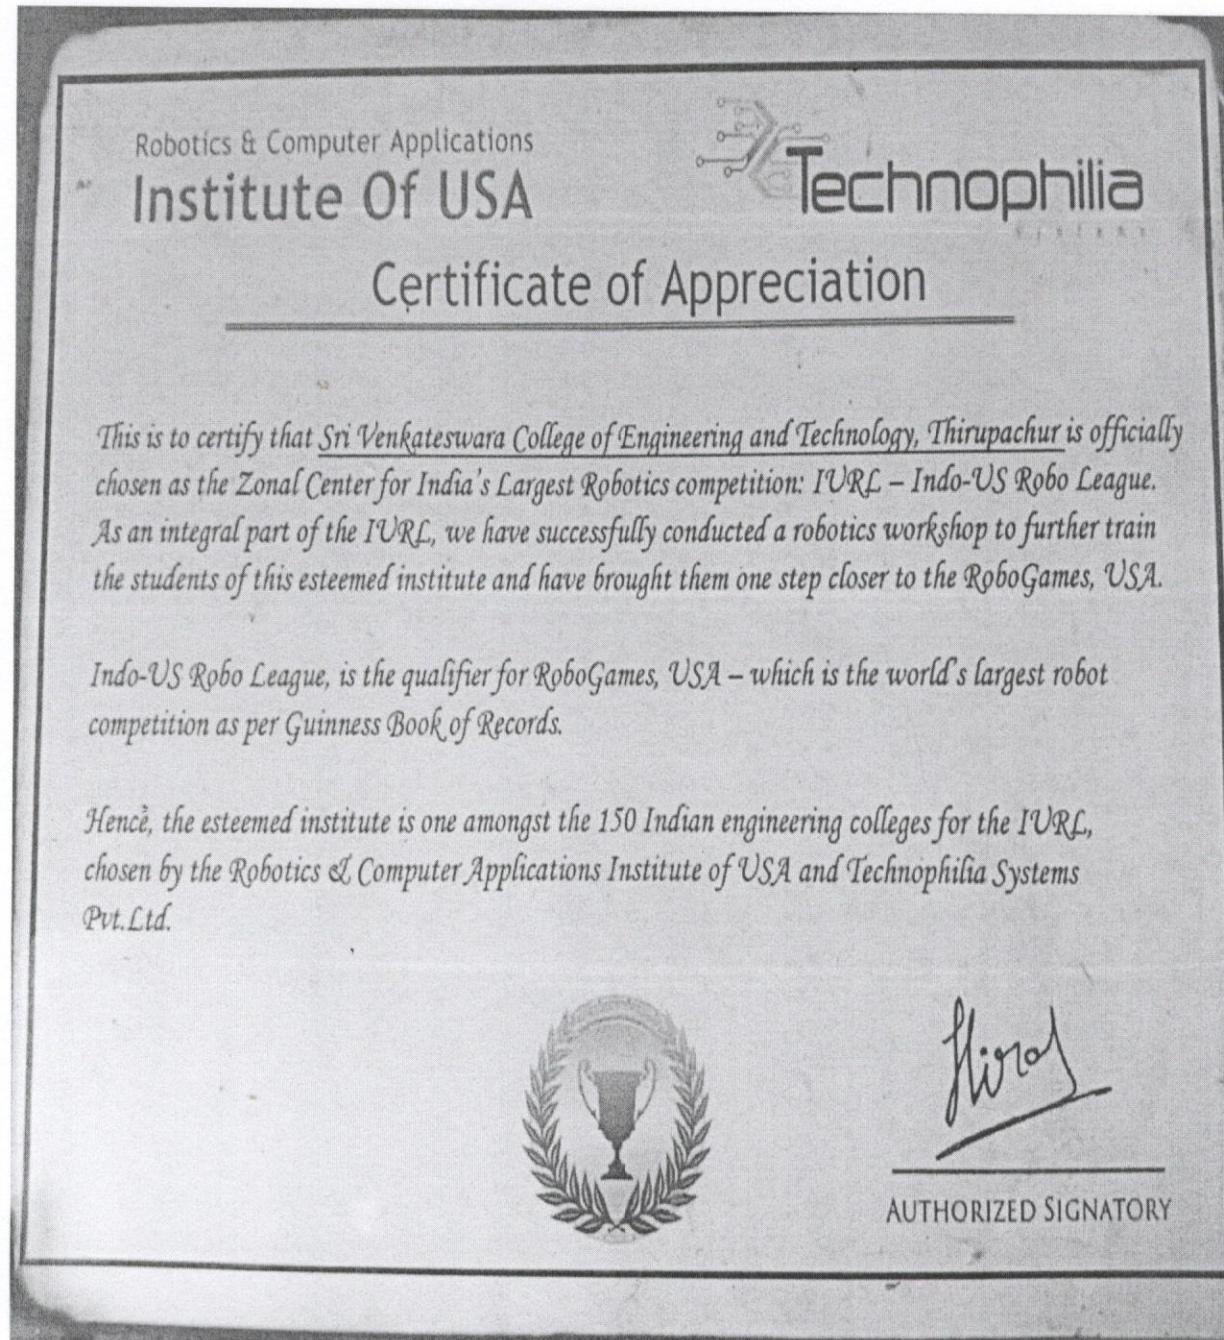 Robotics & Computer Applications
Institute Of USA
Technophilia
systems
Certificate of Appreciation
This is to certify that Sri Venkateswara College of Engineering and Technology, Thirupachur is officially
chosen as the Zonal Center for India's Largest Robotics competition: IURL – Indo-US Robo League.
As an integral part of the IURL, we have successfully conducted a robotics workshop to further train
the students of this esteemed institute and have brought them one step closer to the RoboGames, USA.
Indo-US Robo League, is the qualifier for RoboGames, USA – which is the world's largest robot
competition as per Guinness Book of Records.
Hence, the esteemed institute is one amongst the 150 Indian engineering colleges for the IURL,
chosen by the Robotics & Computer Applications Institute of USA and Technophilia Systems
Pvt.Ltd.
AUTHORIZED SIGNATORY